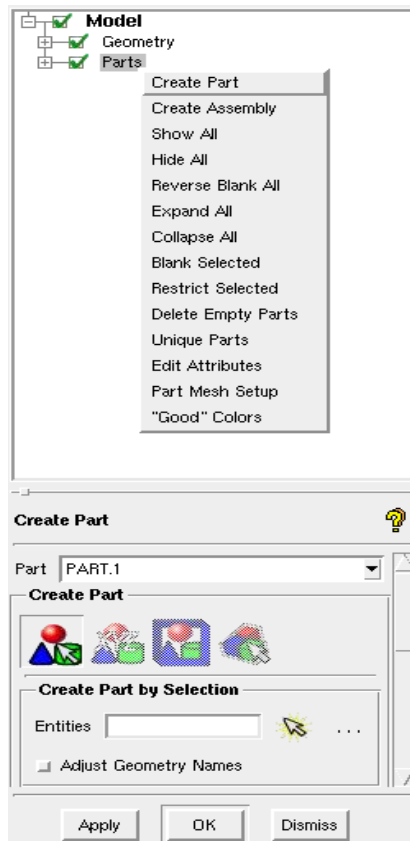 Model
Geometry
Parts
Create Part
Create Assembly
Show All
Hide All
Reverse Blank All
Expand All
Collapse All
Blank Selected
Restrict Selected
Delete Empty Parts
Unique Parts
Edit Attributes
Part Mesh Setup
"Good" Colors
Create Part
Part PART.1
Create Part
Create Part by Selection
Entities ...
Adjust Geometry Names
Apply OK Dismiss